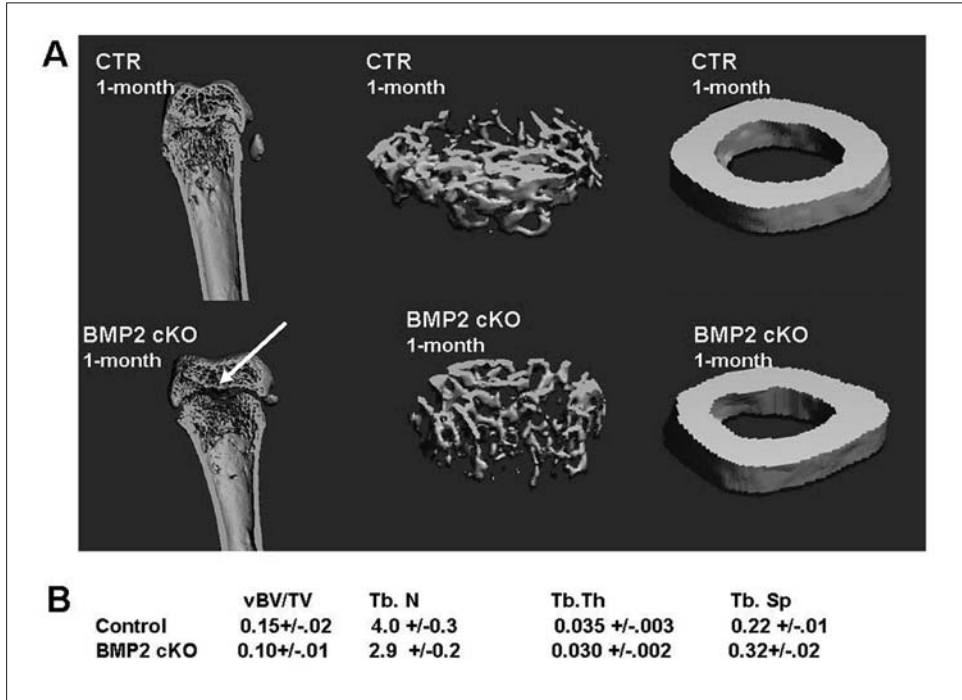 A
CTR
1-month
CTR
1-month
CTR
1-month
BMP2 cKO
1-month
BMP2 cKO
1-month
BMP2 cKO
1-month
B
vBV/TV Tb. N Tb.Th Tb. Sp
Control 0.15+/-.02 4.0 +/-0.3 0.035 +/-.003 0.22 +/-.01
BMP2 cKO 0.10+/-.01 2.9 +/-0.2 0.030 +/-.002 0.32+/-.02